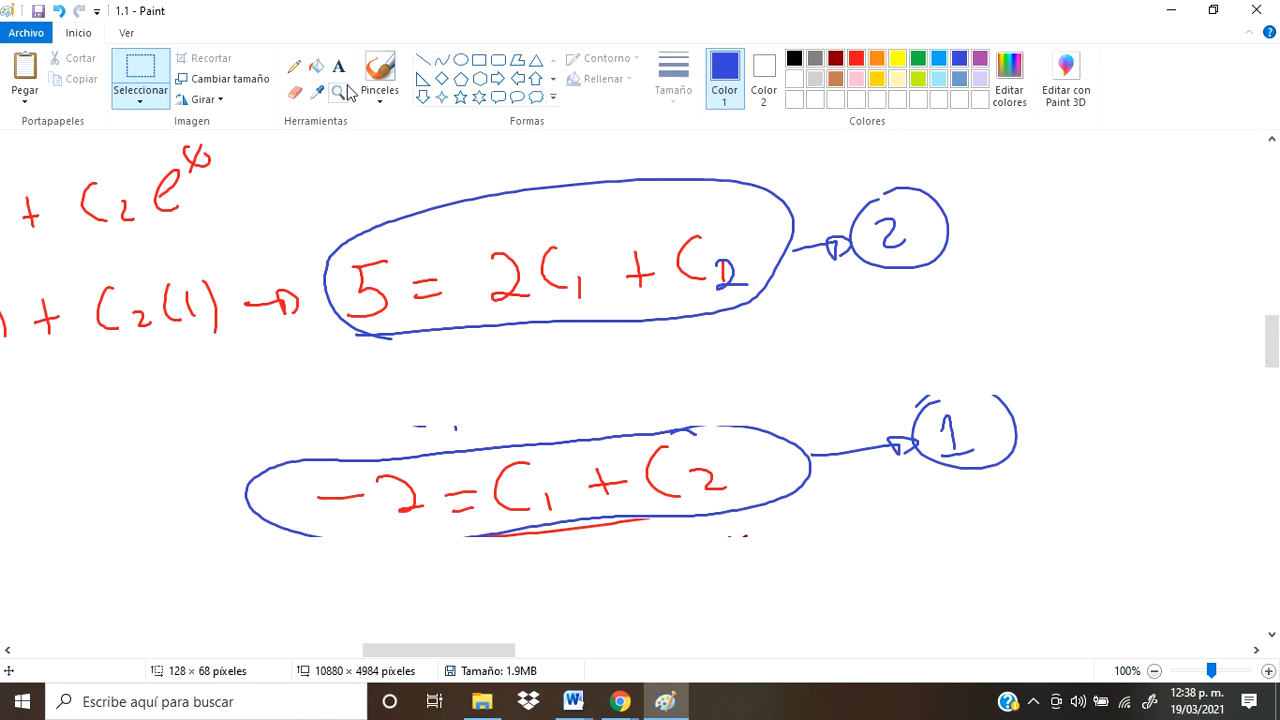 1.1 - Paint
Archivo Inicio Ver
Pegar
Cortar
Copiar
Portapapeles
Seleccionar
Recortar
Cambiar tamaño
Girar
Imagen
A
Herramientas
Pinceles
Contorno
Rellenar
Formas
Tamaño
Color 1
Color 2
Editar colores
Editar con Paint 3D
Colores
+ C2 e^x
+ C2(1) → 5 = 2C1 + C2 → 2
-2 = C1 + C2 → 1
128 × 68 píxeles 10880 × 4984 píxeles Tamaño: 1.9MB 100%
Escribe aquí para buscar
12:38 p. m.
19/03/2021